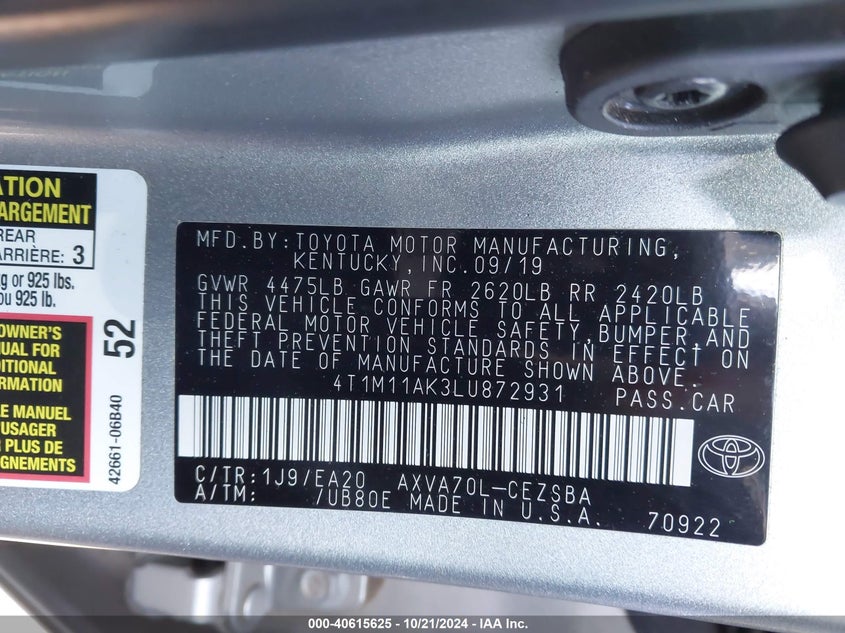 ATION
ARGEMENT
REAR
ARRIÈRE: 3
g or 925 lbs.
ou 925 lb.
OWNER'S
UAL FOR
DITIONAL
ORMATION
LE MANUEL
'USAGER
R PLUS DE
GNEMENTS
52
42661-06B40
MFD.BY:TOYOTA MOTOR MANUFACTURING,
KENTUCKY, INC.09/19
GVWR 4475LB GAWR FR 2620LB RR 2420LB
THIS VEHICLE CONFORMS TO ALL APPLICABLE
FEDERAL MOTOR VEHICLE SAFETY, BUMPER, AND
THEFT PREVENTION STANDARDS IN EFFECT ON
THE DATE OF MANUFACTURE SHOWN ABOVE.
4T1M11AK3LU872931 PASS.CAR
C/TR:1J9/EA20 AXVA70L-CEZSBA
A/TM: /UB80E MADE IN U.S.A. 70922
TOYOTA
000-40615625 - 10/21/2024 - IAA Inc.